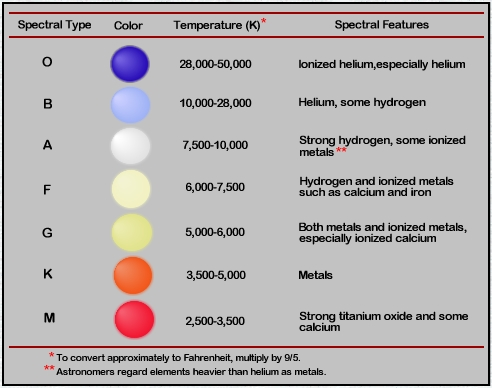 Spectral Type Color Temperature (K)* Spectral Features
O 28,000-50,000 Ionized helium,especially helium
B 10,000-28,000 Helium, some hydrogen
A 7,500-10,000 Strong hydrogen, some ionized
metals**
F 6,000-7,500 Hydrogen and ionized metals
such as calcium and iron
G 5,000-6,000 Both metals and ionized metals,
especially ionized calcium
K 3,500-5,000 Metals
M 2,500-3,500 Strong titanium oxide and some
calcium
* To convert approximately to Fahrenheit, multiply by 9/5.
** Astronomers regard elements heavier than helium as metals.